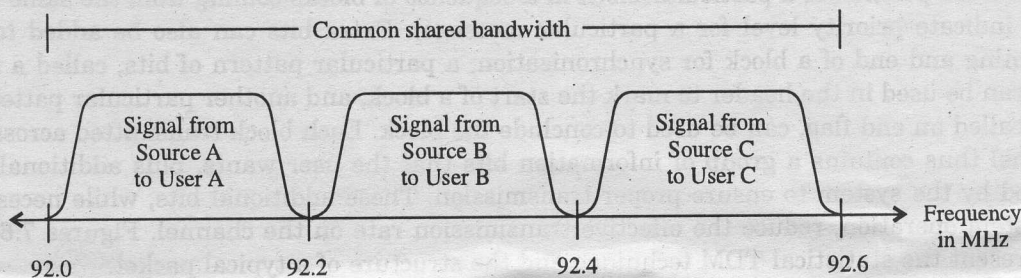 Common shared bandwidth
Signal from
Source A
to User A
Signal from
Source B
to User B
Signal from
Source C
to User C
Frequency
in MHz
92.0
92.2
92.4
92.6